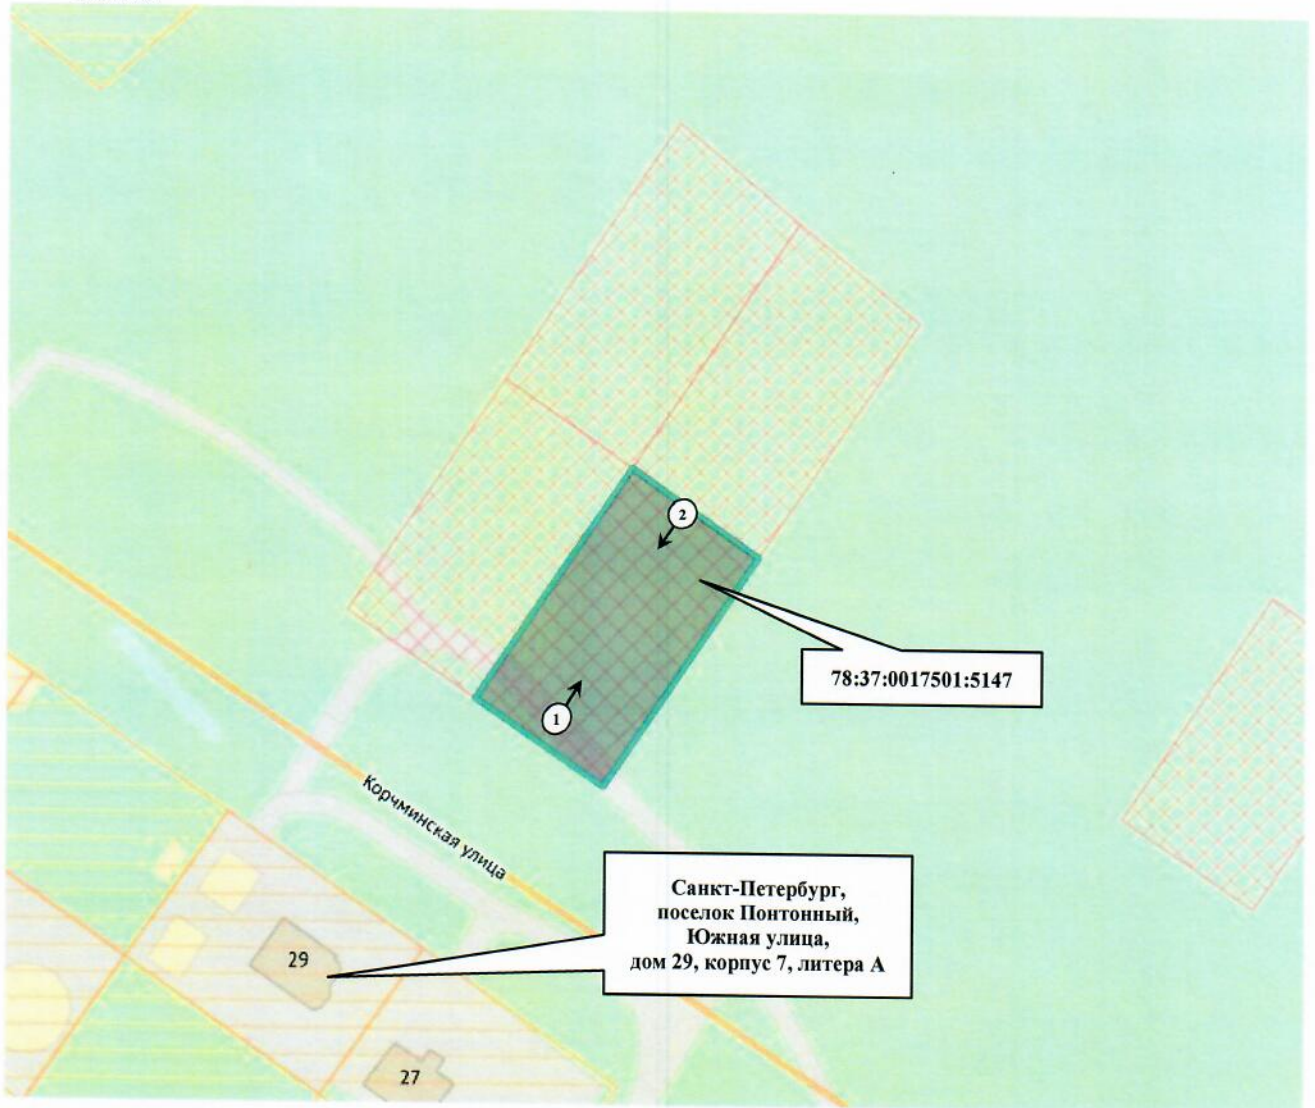 2
78:37:0017501:5147
1
Корчминская улица
Санкт-Петербург,
поселок Понтонный,
Южная улица,
дом 29, корпус 7, литера А
29
27